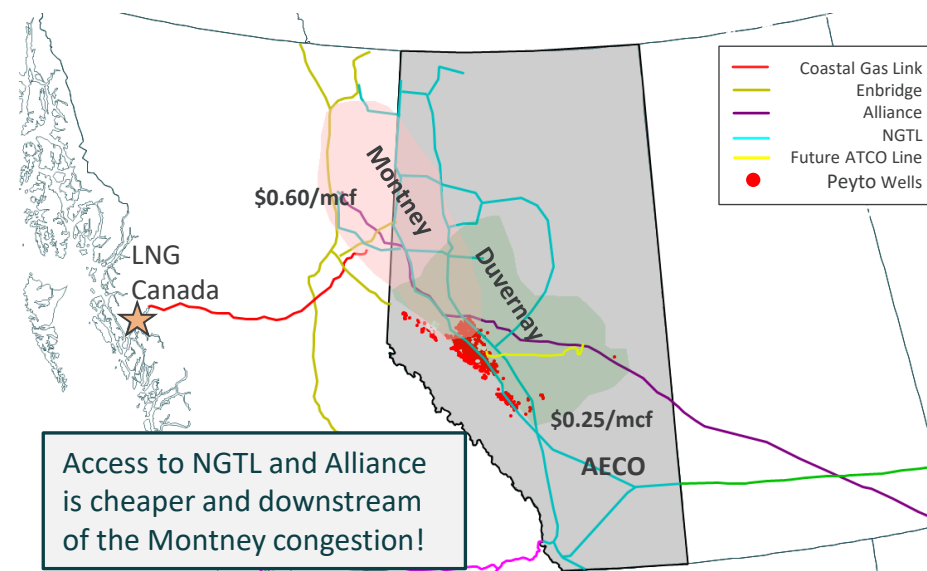 Coastal Gas Link
Enbridge
Alliance
NGTL
Future ATCO Line
Peyto Wells
Montney
$0.60/mcf
Duvernay
LNG
Canada
$0.25/mcf
AECO
Access to NGTL and Alliance
is cheaper and downstream
of the Montney congestion!